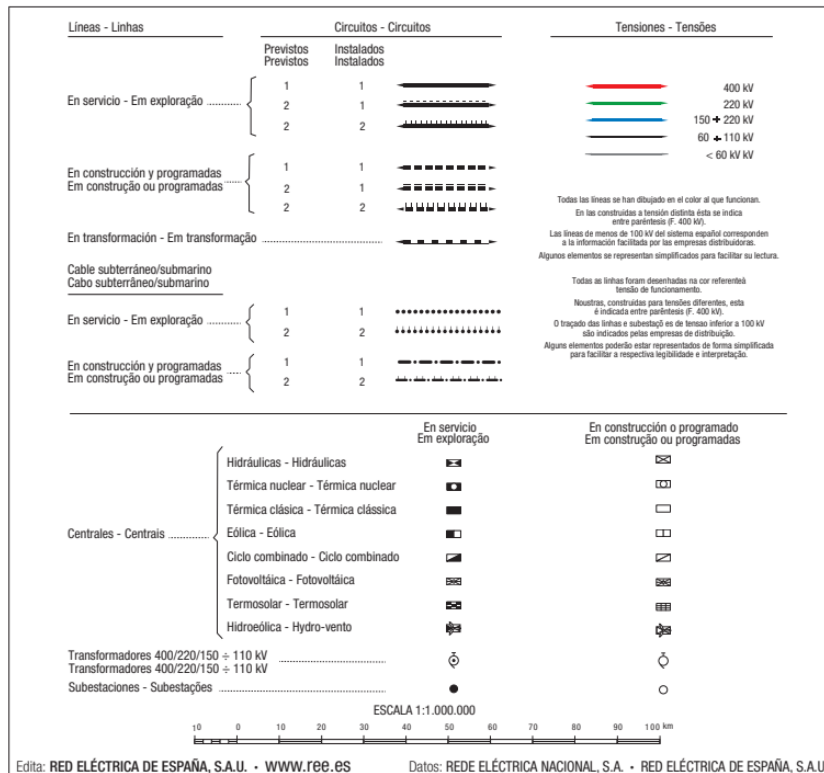 Líneas - Linhas
Circuitos - Circuitos
Tensiones - Tensões
Previstos Instalados
Previstos Instalados
En servicio - Em exploração
1 1
2 1
2 2
400 kV
220 kV
150 ÷ 220 kV
60 ÷ 110 kV
< 60 kV kV
En construcción y programadas
Em construção ou programadas
1 1
2 1
2 2
En transformación - Em transformação
Todas las líneas se han dibujado en el color al que funcionan.
En las construidas a tensión distinta ésta se indica
entre paréntesis (F. 400 kV).
Las líneas de menos de 100 kV del sistema español corresponden
a la información facilitada por las empresas distribuidoras.
Algunos elementos se representan simplificados para facilitar su lectura.
Todas as linhas foram desenhadas na cor referenteà
tensão de funcionamento.
Noustras, construidas para tensões diferentes, esta
é indicada entre parêntesis (F. 400 kV).
O traçado das linhas e subestaçõ es de tensao inferior a 100 kV
são indicados pelas empresas de distribuição.
Alguns elementos poderão estar representados de forma simplificada
para facilitar a respectiva legibilidade e interpretação.
Cable subterráneo/submarino
Cabo subterrâneo/submarino
En servicio - Em exploração
1 1
2 2
En construcción y programadas
Em construção ou programadas
1 1
2 2
En servicio
Em exploração
En construcción o programado
Em construção ou programadas
Centrales - Centrais
Hidráulicas - Hidráulicas
Térmica nuclear - Térmica nuclear
Térmica clásica - Térmica clássica
Eólica - Eólica
Ciclo combinado - Ciclo combinado
Fotovoltáica - Fotovoltáica
Termosolar - Termosolar
Hidroeólica - Hydro-vento
Transformadores 400/220/150 ÷ 110 kV
Transformadores 400/220/150 ÷ 110 kV
Subestaciones - Subestações
ESCALA 1:1.000.000
10 0 10 20 30 40 50 60 70 80 90 100 km
Edita: RED ELÉCTRICA DE ESPAÑA, S.A.U. • www.ree.es
Datos: REDE ELÉCTRICA NACIONAL, S.A. • RED ELÉCTRICA DE ESPAÑA, S.A.U